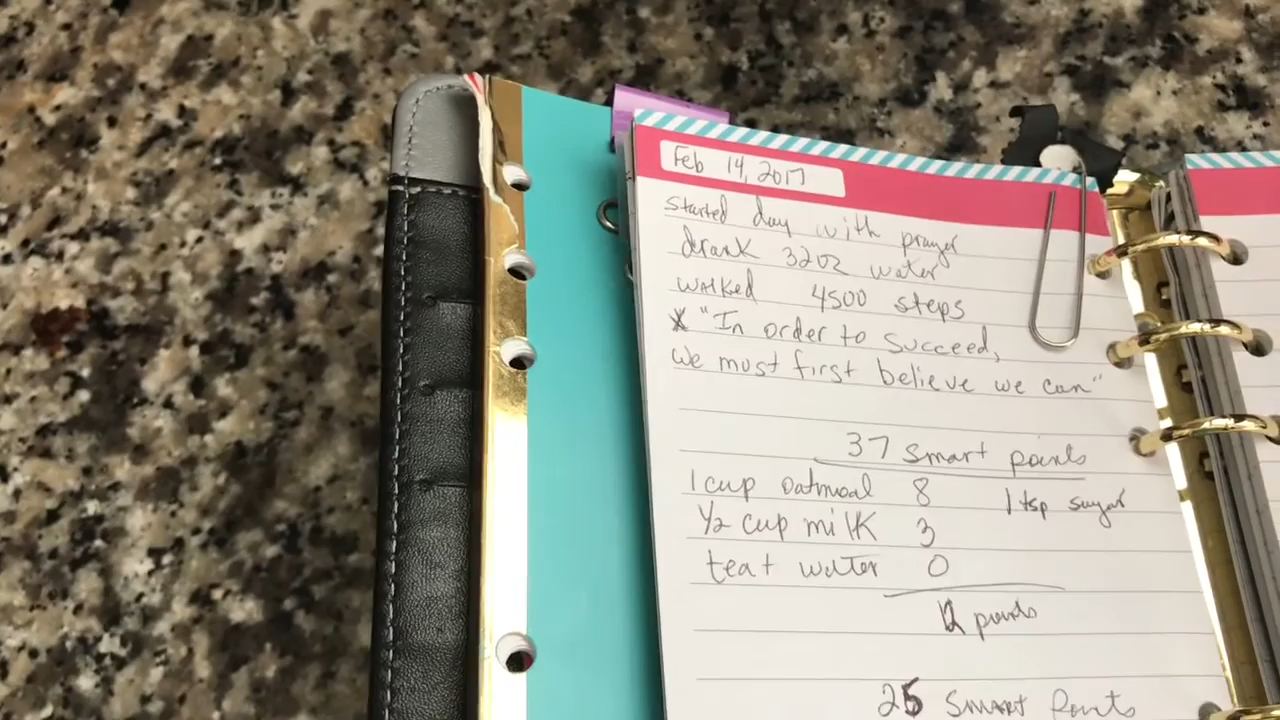 Feb 14, 2017
started day with prayer
drank 32oz water
walked 4500 steps
* "In order to succeed,
we must first believe we can"
37 smart points
1 cup oatmeal 8 1 tsp sugar
1/2 cup milk 3
tea + water 0
12 points
25 Smart Points